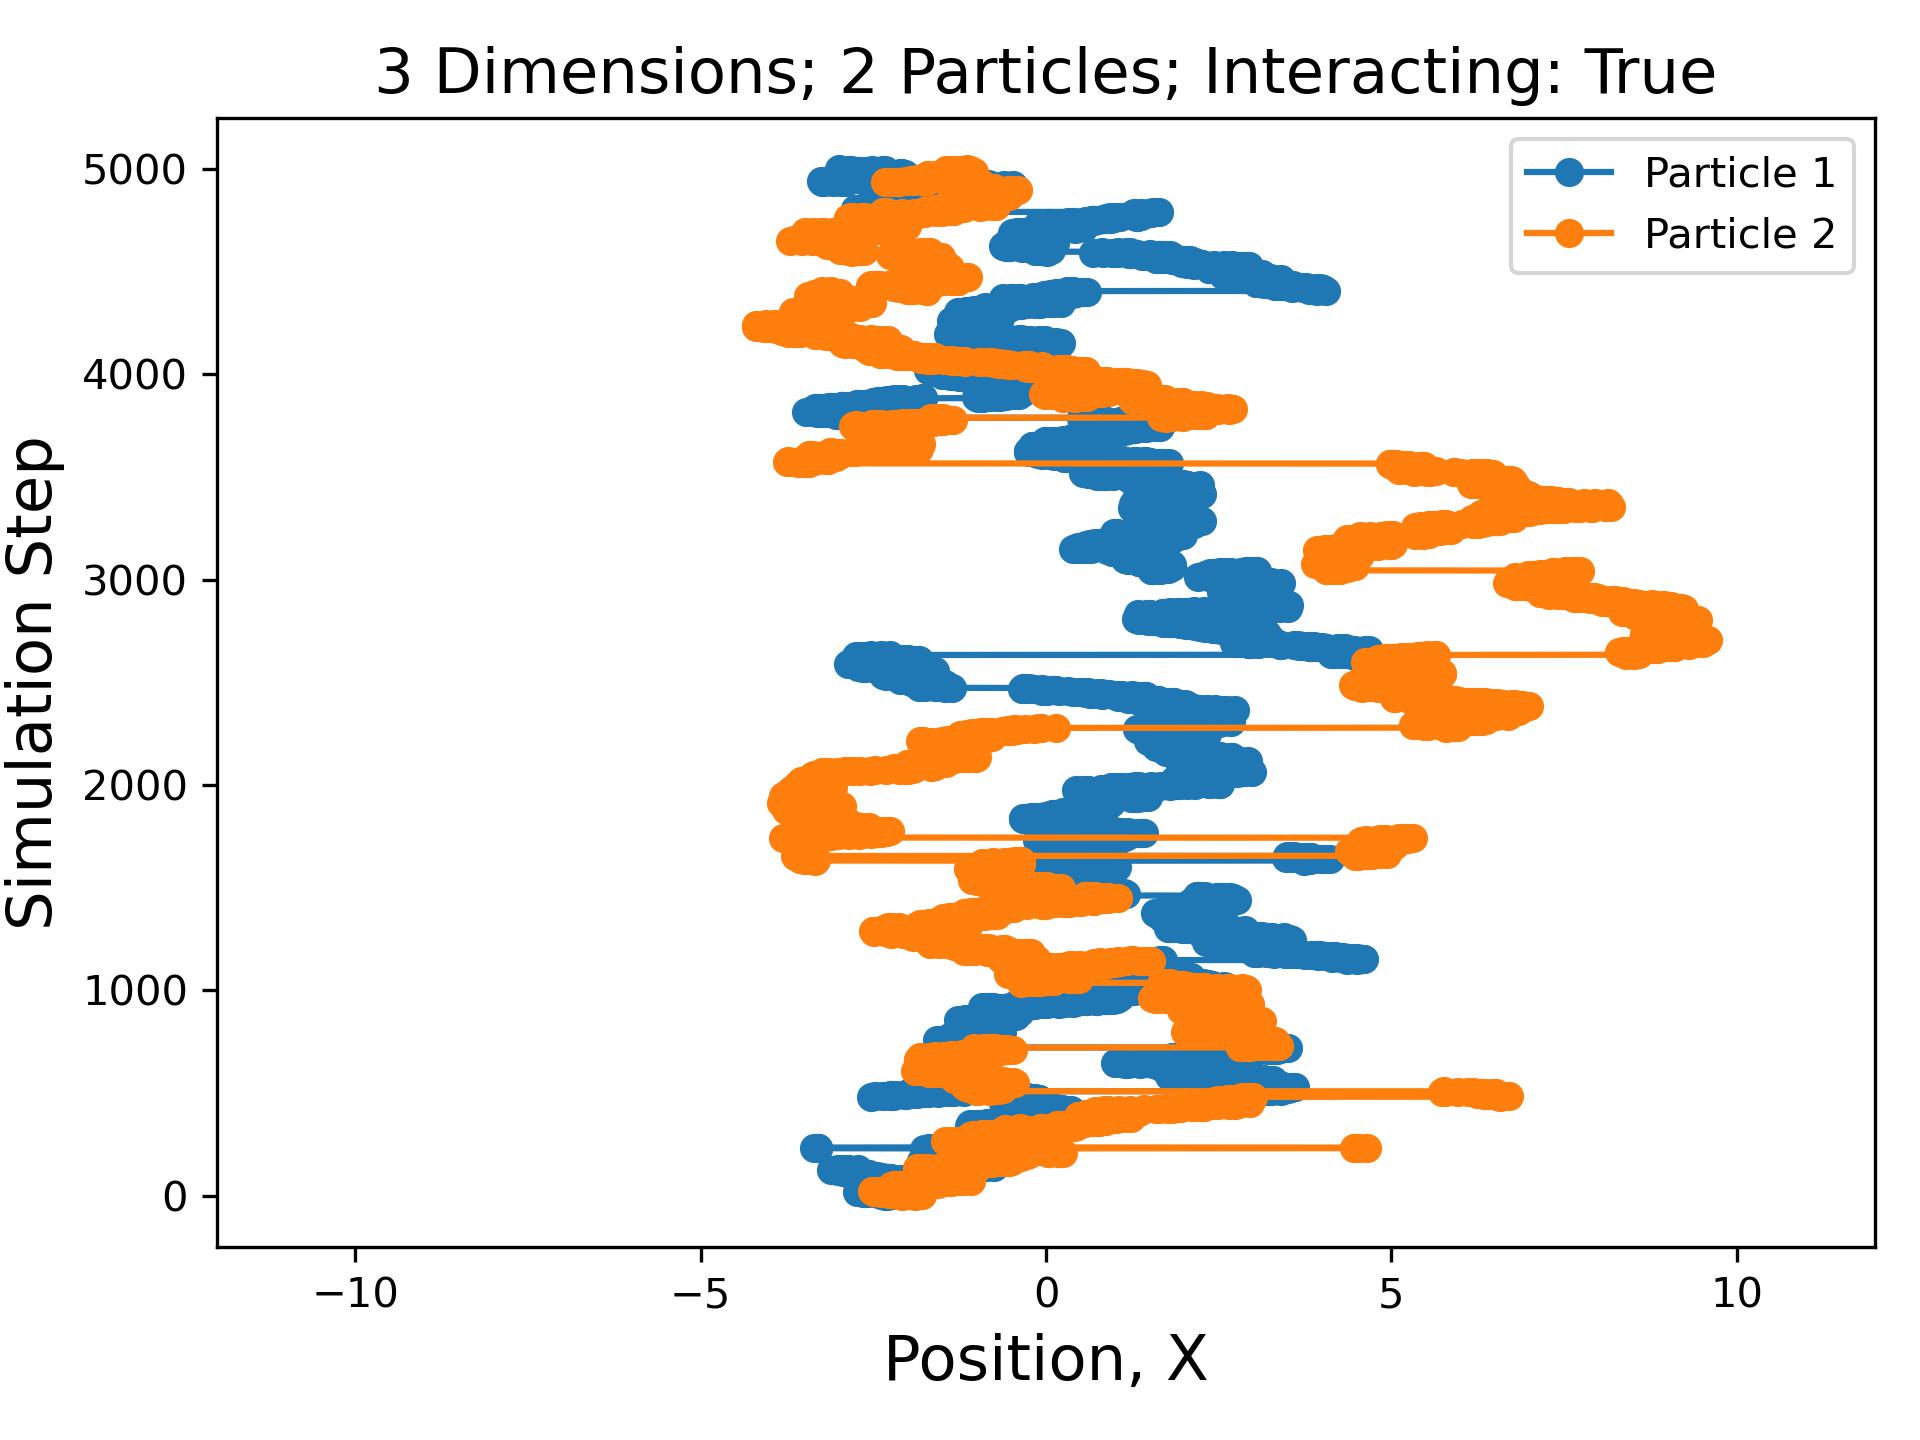 3 Dimensions; 2 Particles; Interacting: True
Particle 1
Particle 2
Simulation Step
5000
4000
3000
2000
1000
0
−10
−5
0
5
10
Position, X